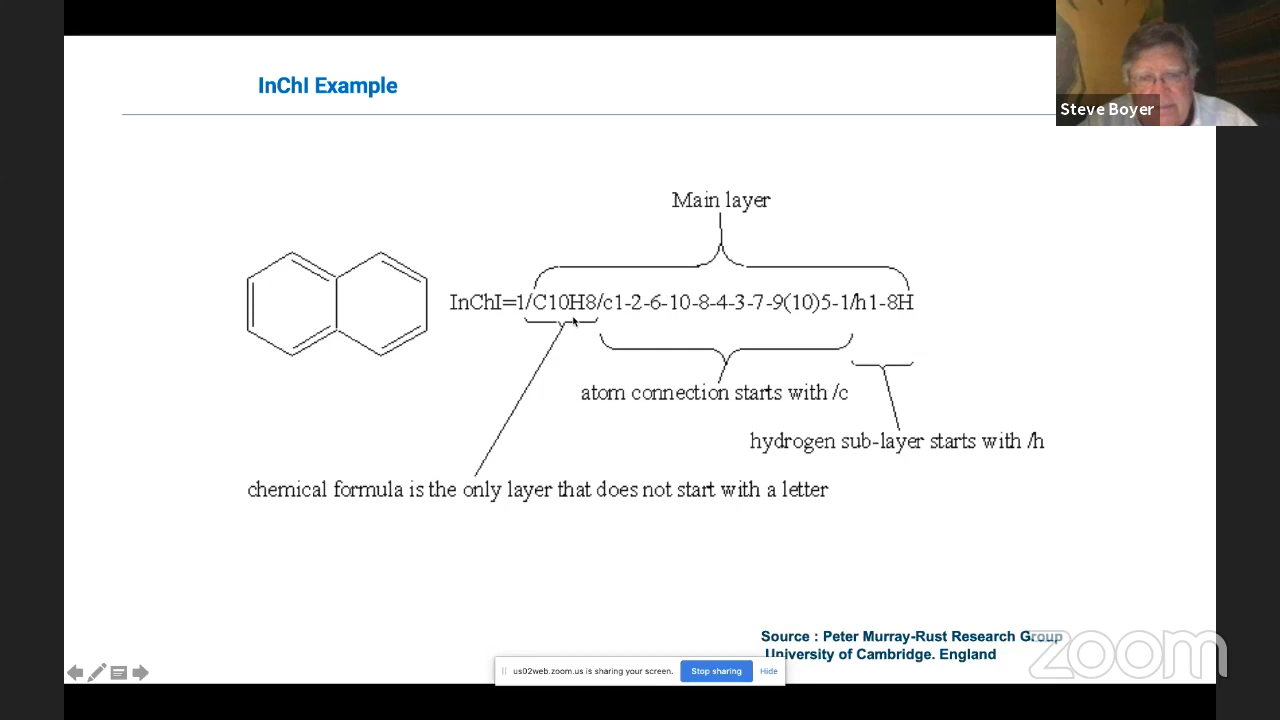 InChI Example
Steve Boyer
Main layer
InChI=1/C10H8/c1-2-6-10-8-4-3-7-9(10)5-1/h1-8H
atom connection starts with /c
hydrogen sub-layer starts with /h
chemical formula is the only layer that does not start with a letter
Source : Peter Murray-Rust Research Group
University of Cambridge. England
zoom
us02web.zoom.us is sharing your screen. Stop sharing Hide